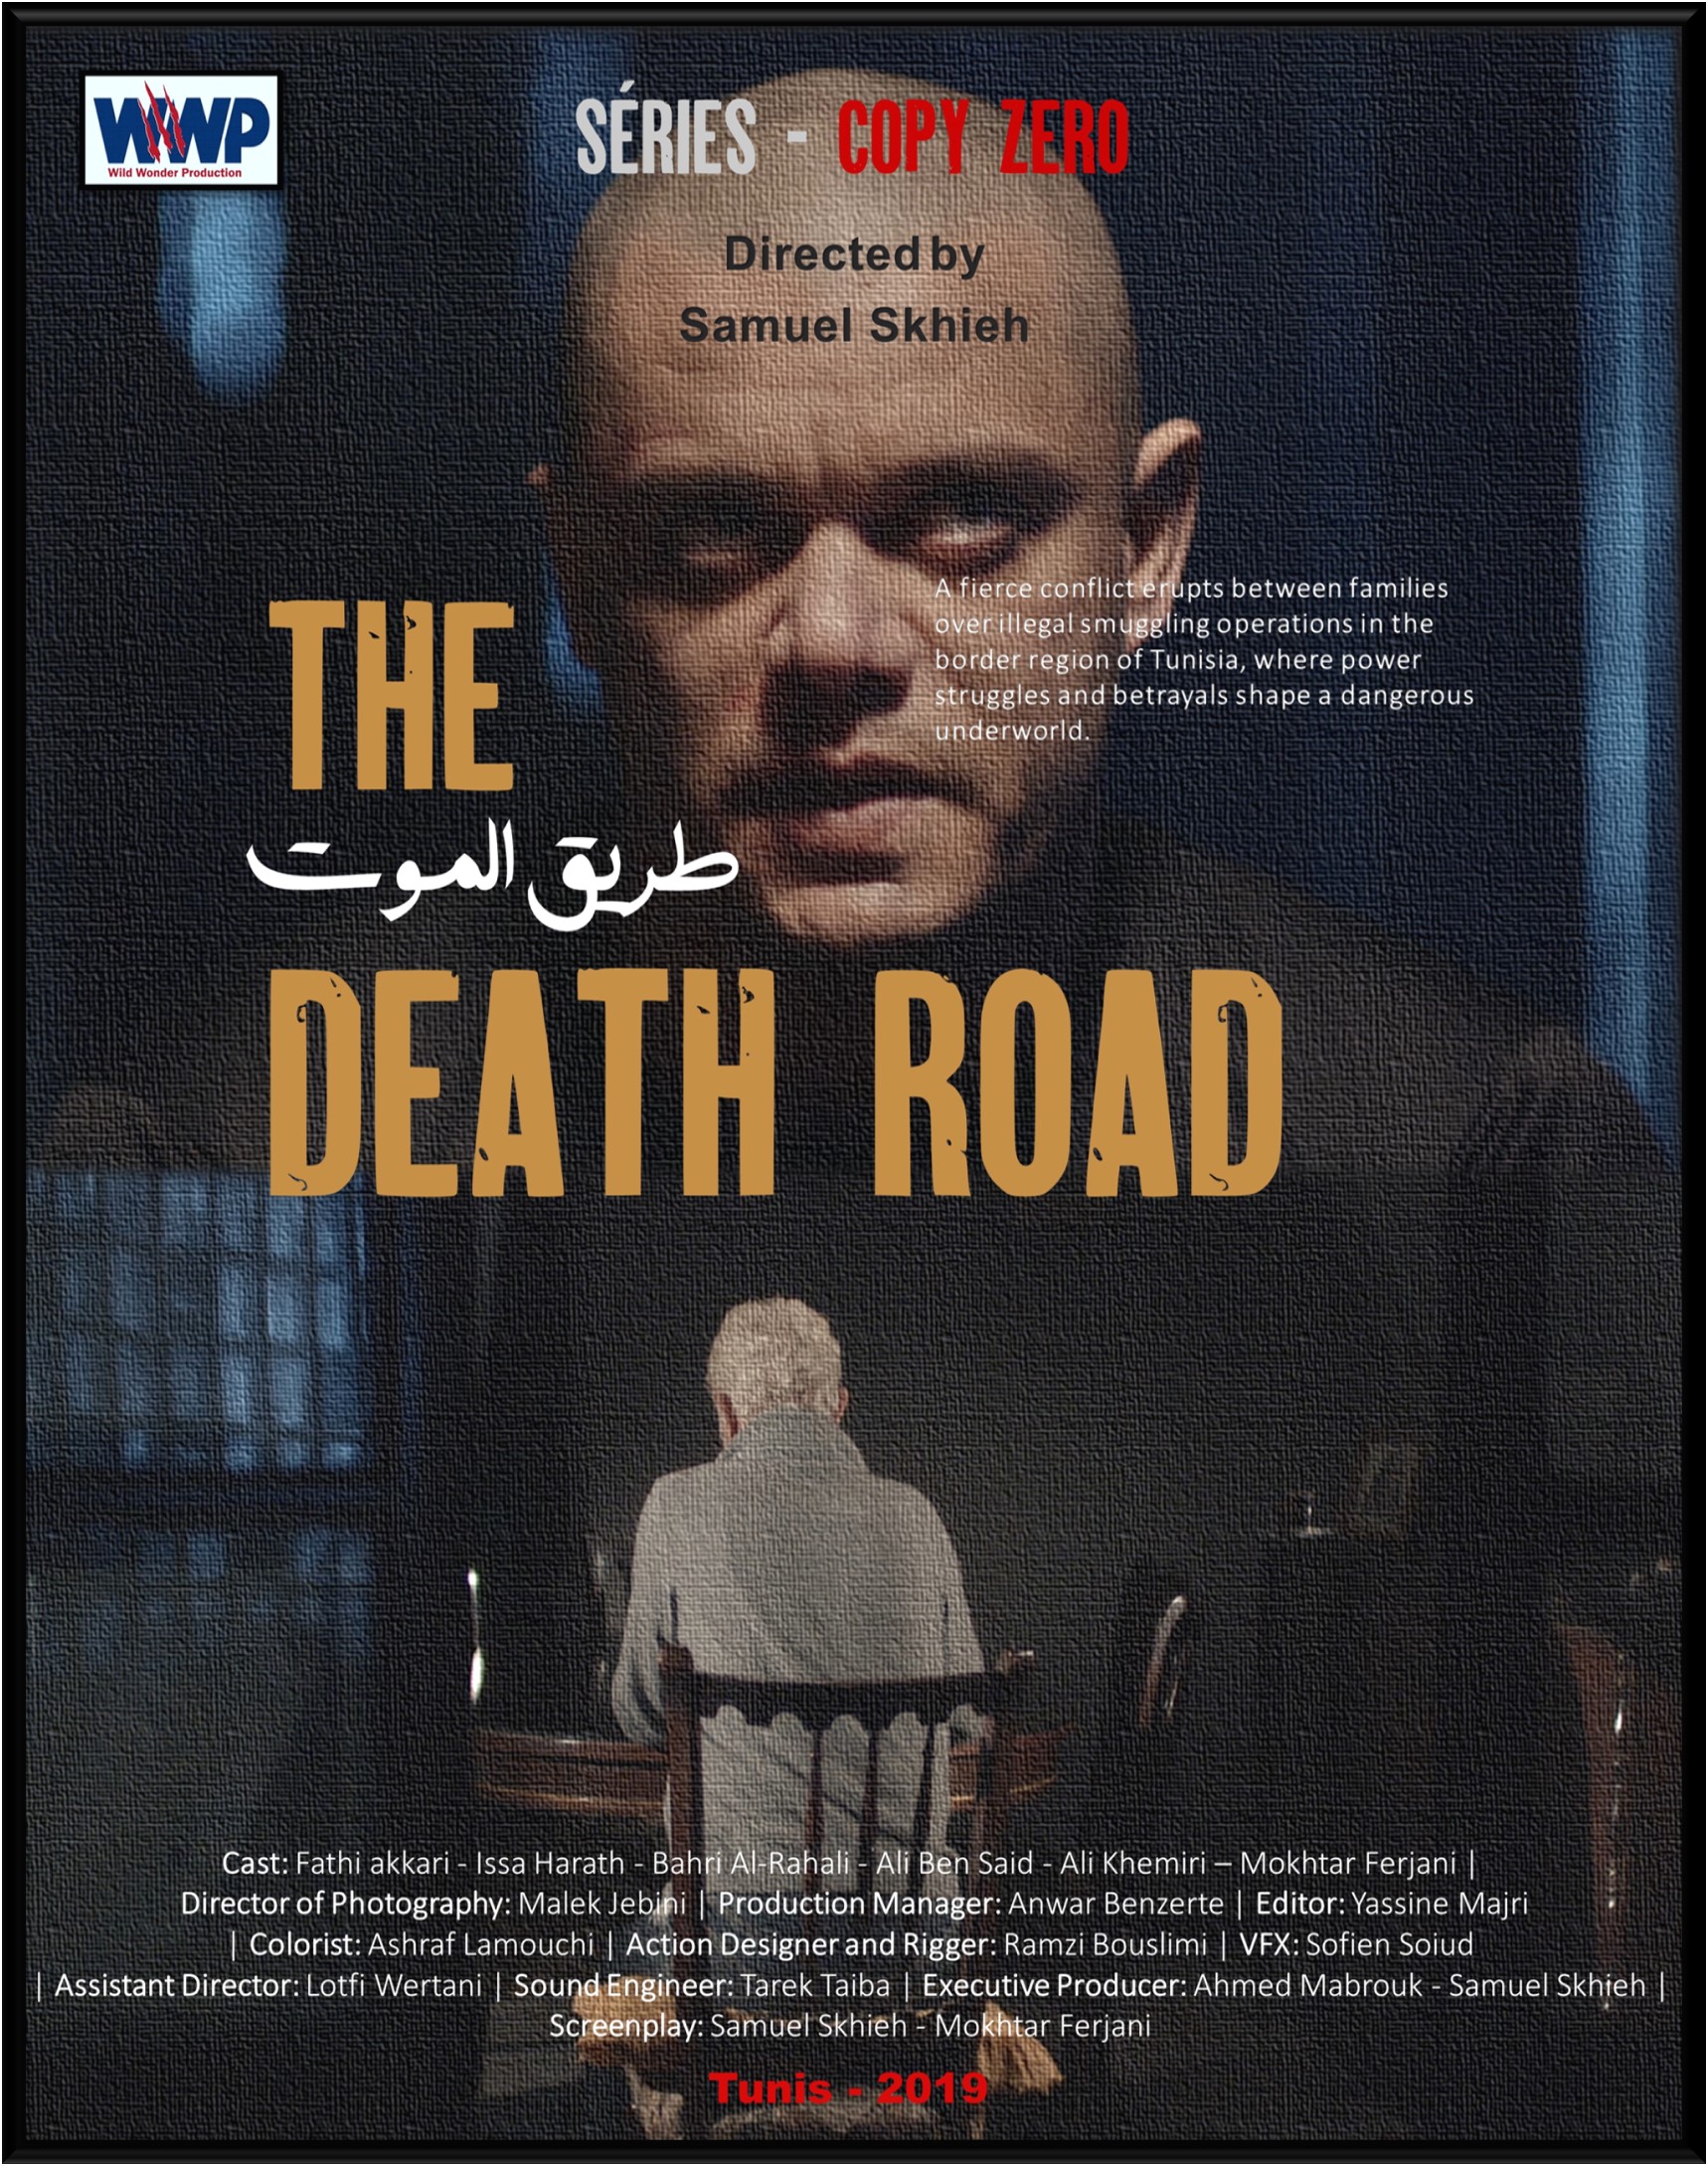 WWP
Wild Wonder Production
SÉRIES - COPY ZERO
Directed by
Samuel Skhieh
A fierce conflict erupts between families
over illegal smuggling operations in the
border region of Tunisia, where power
struggles and betrayals shape a dangerous
underworld.
THE
طريق الموت
DEATH ROAD
Cast: Fathi akkari - Issa Harath - Bahri Al-Rahali - Ali Ben Said - Ali Khemiri – Mokhtar Ferjani |
Director of Photography: Malek Jebini | Production Manager: Anwar Benzerte | Editor: Yassine Majri
| Colorist: Ashraf Lamouchi | Action Designer and Rigger: Ramzi Bouslimi | VFX: Sofien Soiud
| Assistant Director: Lotfi Wertani | Sound Engineer: Tarek Taiba | Executive Producer: Ahmed Mabrouk - Samuel Skhieh |
Screenplay: Samuel Skhieh - Mokhtar Ferjani
Tunis - 2019